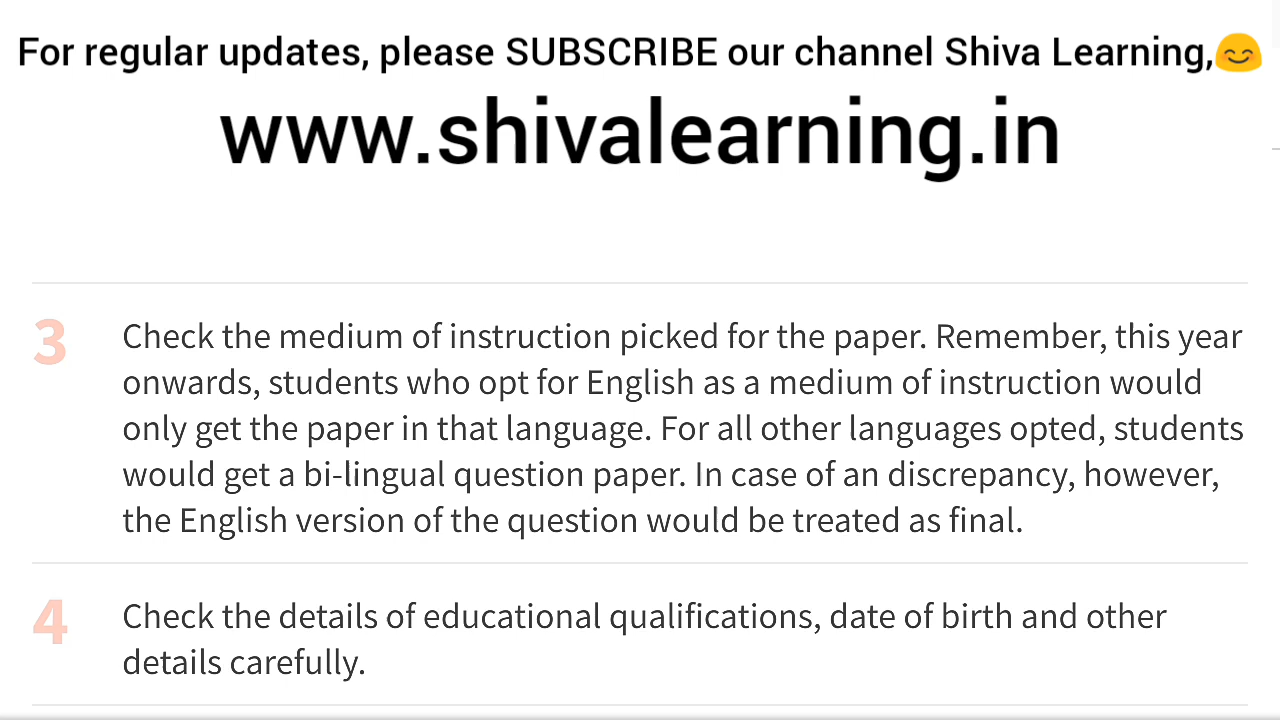 For regular updates, please SUBSCRIBE our channel Shiva Learning,😊
www.shivalearning.in
3
Check the medium of instruction picked for the paper. Remember, this year
onwards, students who opt for English as a medium of instruction would
only get the paper in that language. For all other languages opted, students
would get a bi-lingual question paper. In case of an discrepancy, however,
the English version of the question would be treated as final.
4
Check the details of educational qualifications, date of birth and other
details carefully.